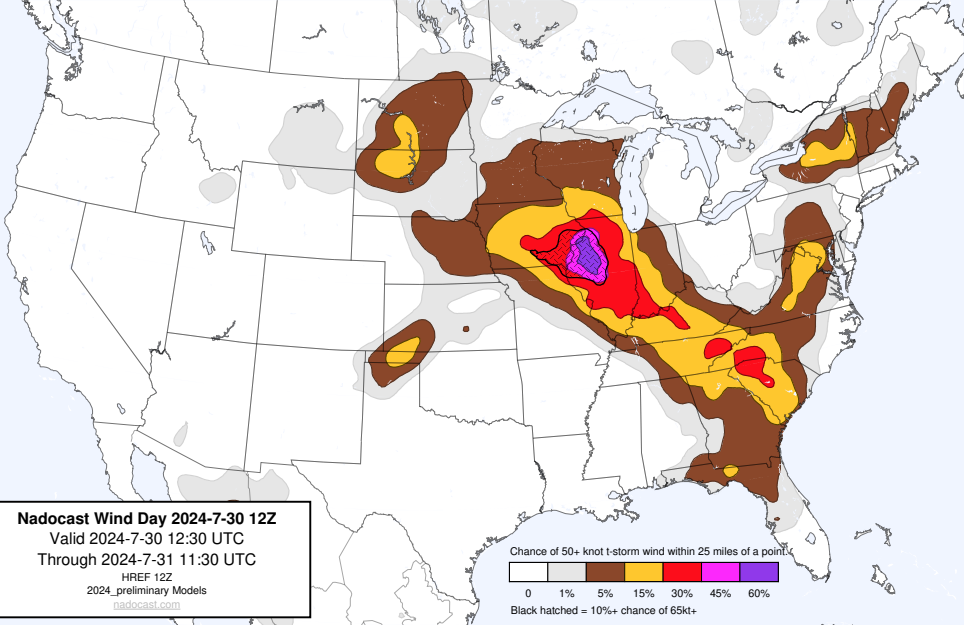 Nadocast Wind Day 2024-7-30 12Z
Valid 2024-7-30 12:30 UTC
Through 2024-7-31 11:30 UTC
HREF 12Z
2024_preliminary Models
nadocast.com
Chance of 50+ knot t-storm wind within 25 miles of a point.
0 1% 5% 15% 30% 45% 60%
Black hatched = 10%+ chance of 65kt+